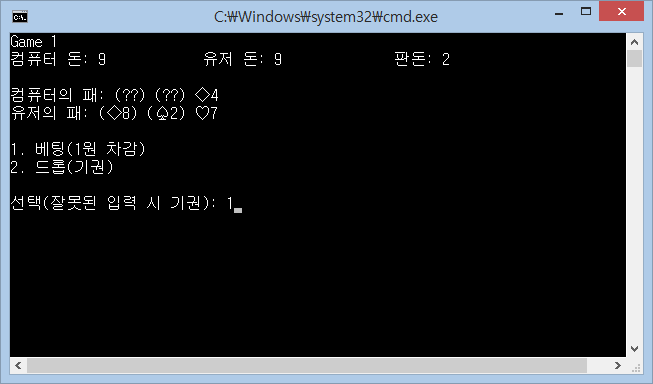 C:₩Windows₩system32₩cmd.exe
Game 1
컴퓨터 돈: 9 유저 돈: 9 판돈: 2
컴퓨터의 패: (??) (??) ◇4
유저의 패: (◇8) (♤2) ♡7
1. 베팅(1원 차감)
2. 드롭(기권)
선택(잘못된 입력 시 기권): 1